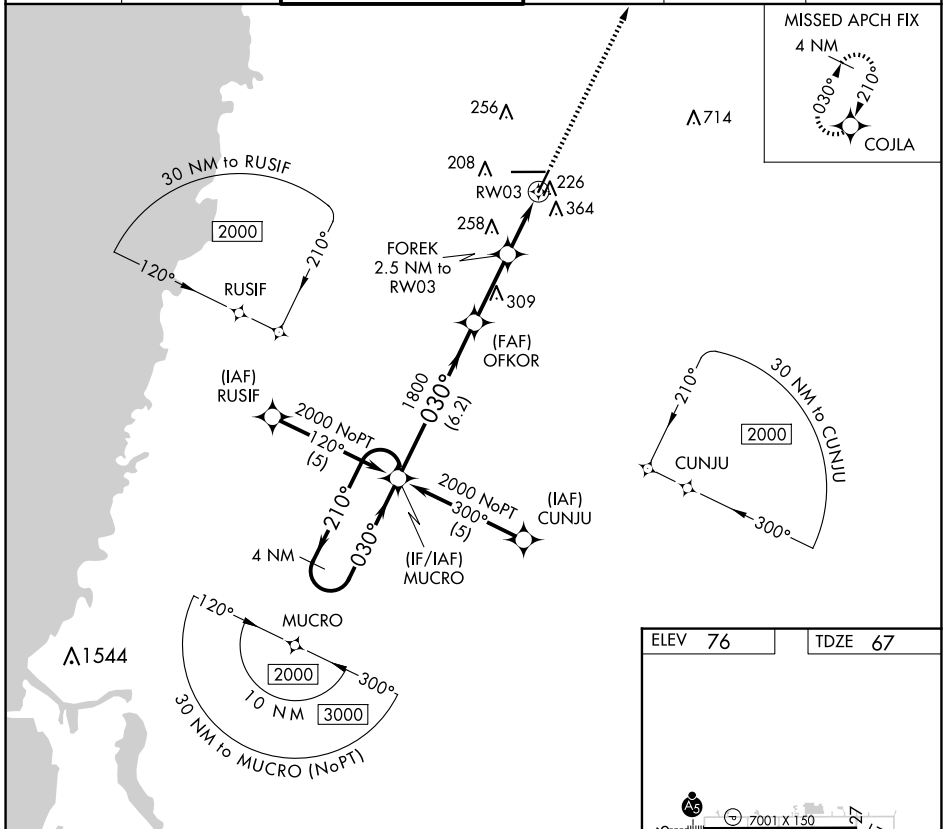 MISSED APCH FIX
4 NM
030°
210°
COJLA
256
714
30 NM to RUSIF
2000
120°
210°
RUSIF
208
RW03
226
364
258
FOREK
2.5 NM to
RW03
309
(FAF)
OFKOR
1800
030°
(6.2)
(IAF)
RUSIF
2000 NoPT
120°
(5)
30 NM to CUNJU
210°
2000
CUNJU
300°
2000 NoPT
300°
(5)
(IAF)
CUNJU
210°
030°
4 NM
(IF/IAF)
MUCRO
120°
MUCRO
2000
10 NM
300°
3000
30 NM to MUCRO (NoPT)
1544
ELEV 76
TDZE 67
A5
P
7001 X 150
27